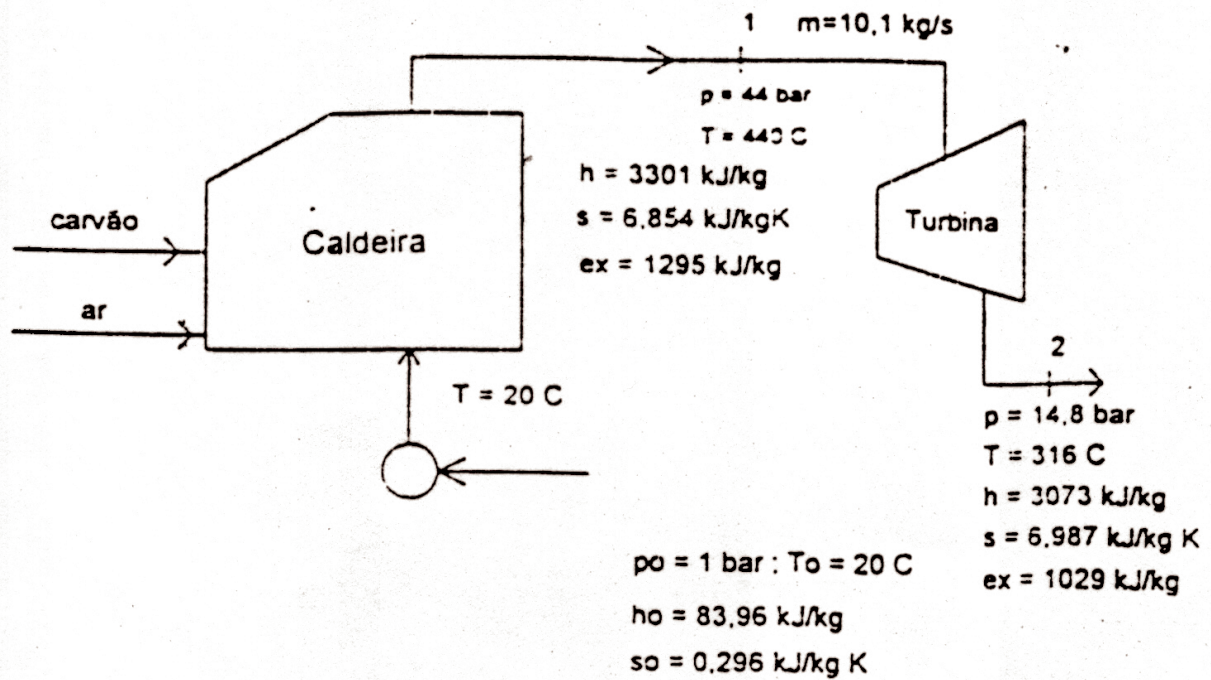 1 m=10,1 kg/s
p = 44 bar
T = 440 C
h = 3301 kJ/kg
s = 6,854 kJ/kgK
ex = 1295 kJ/kg
carvão
ar
Caldeira
Turbina
T = 20 C
2
p = 14,8 bar
T = 316 C
h = 3073 kJ/kg
s = 6,987 kJ/kg K
ex = 1029 kJ/kg
po = 1 bar : To = 20 C
ho = 83,96 kJ/kg
so = 0,296 kJ/kg K